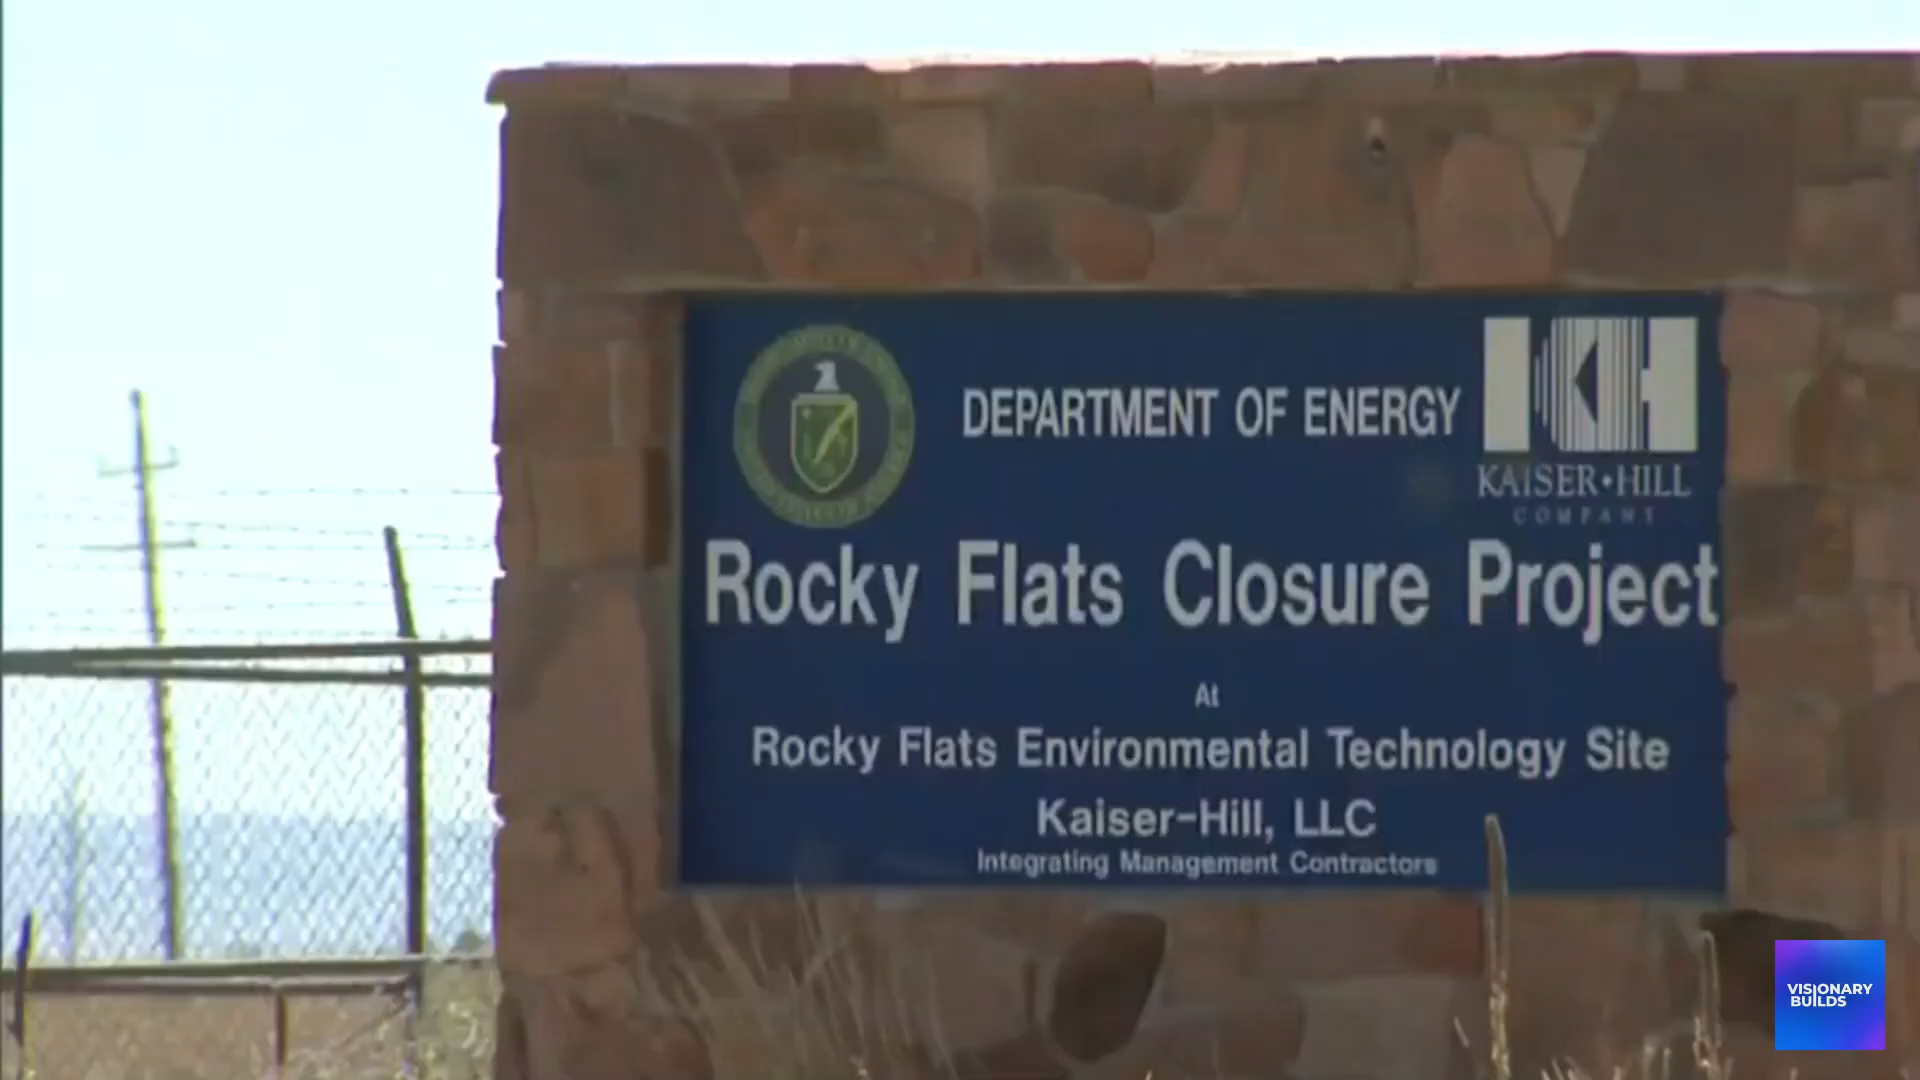 DEPARTMENT OF ENERGY
KH
KAISER•HILL
COMPANY
Rocky Flats Closure Project
At
Rocky Flats Environmental Technology Site
Kaiser-Hill, LLC
Integrating Management Contractors
VISIONARY
BUILDS